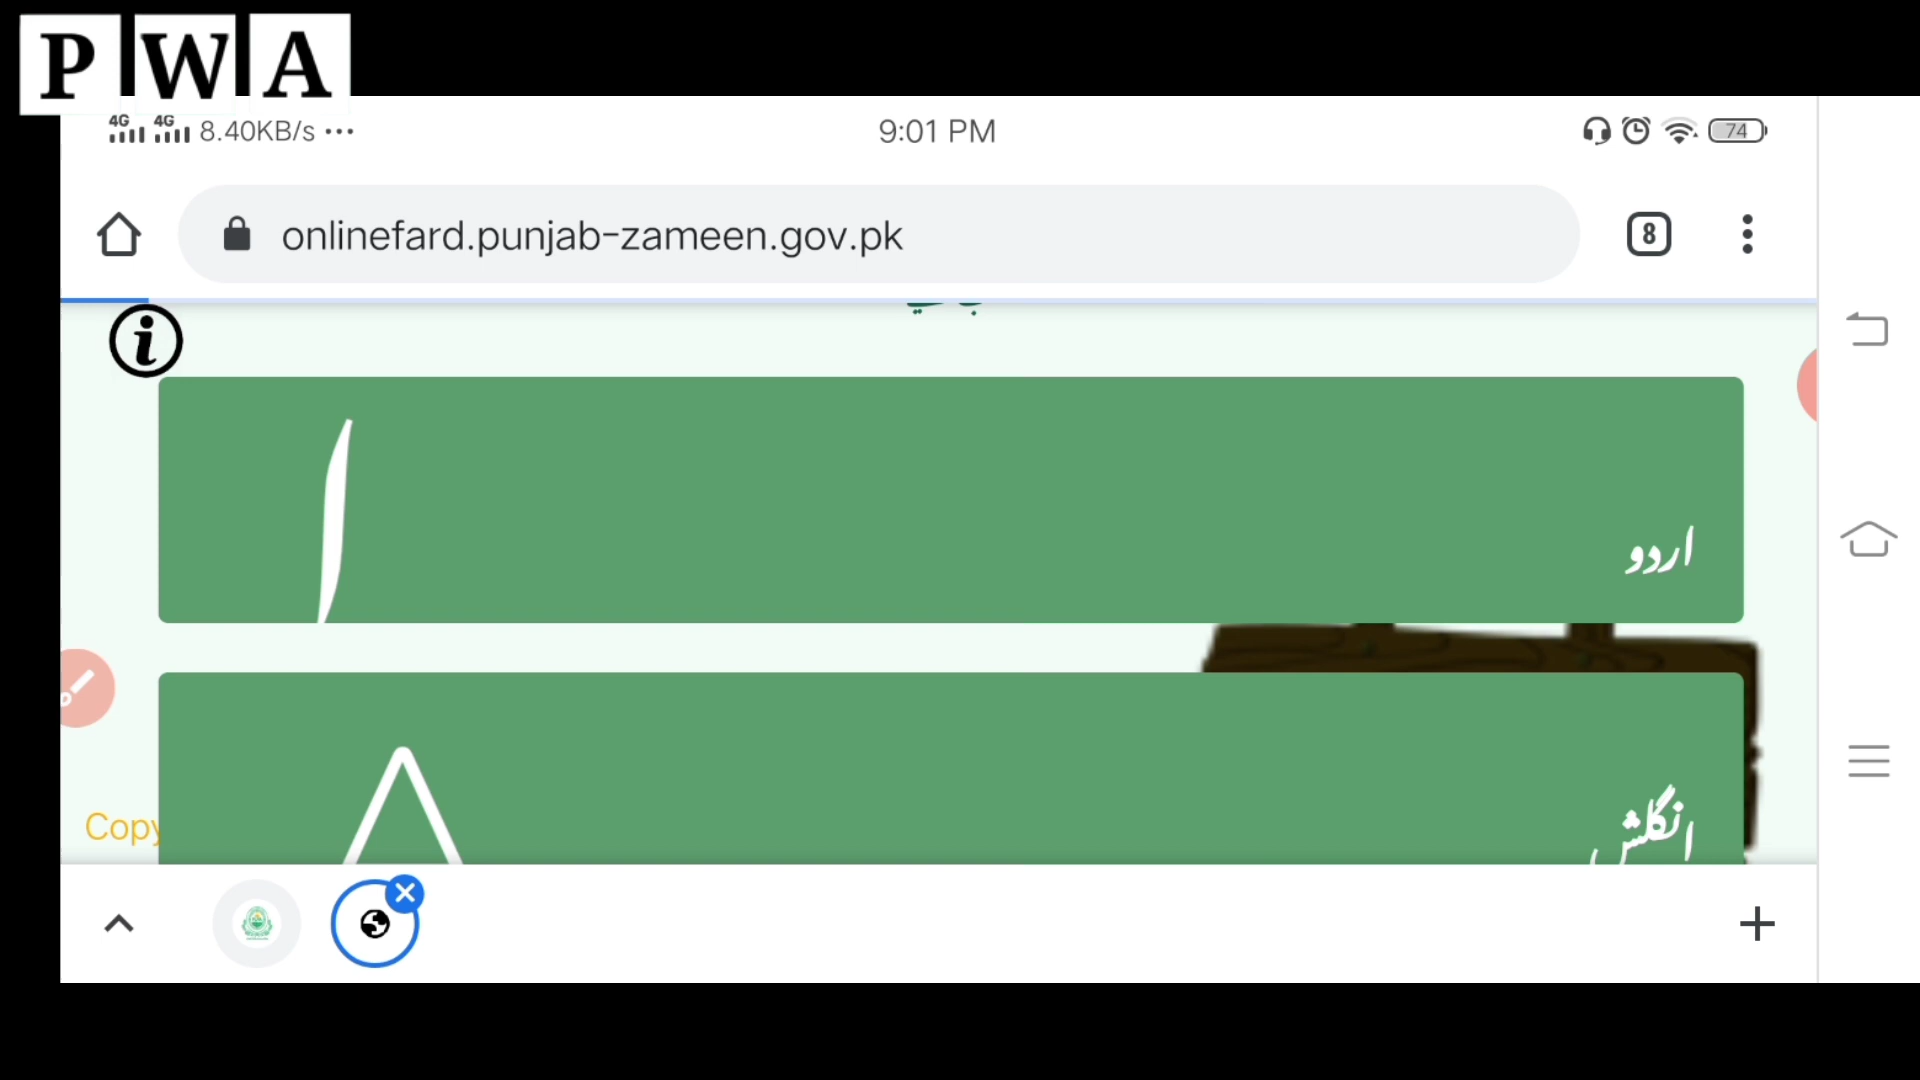 PWA
4G 4G 8.40KB/s ... 9:01 PM 74
onlinefard.punjab-zameen.gov.pk 8
ا
اردو
A
انگلش
Copy